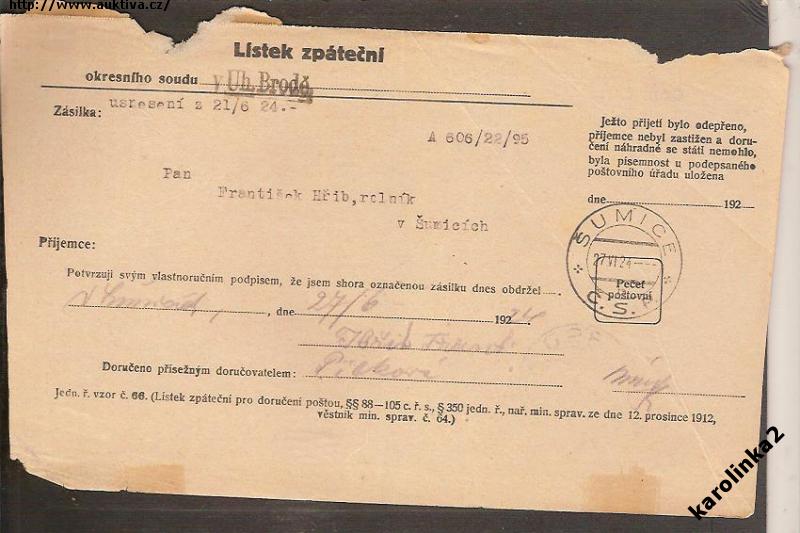 http://www.auktiva.cz/
Lístek zpáteční
okresního soudu v Uh. Brodě
Zásilka: usnesení z 21/6 24.-
A 606/22/95
Ježto přijetí bylo odepřeno,
příjemce nebyl zastižen a doru-
čení náhradné se státi nemohlo,
byla písemnost u podepsaného
poštovního úřadu uložena
dne 192
Pan
František Hřib, rolník
v Šumicích
Příjemce:
ŠUMICE
27 VI 24
Č.S.P.
Pečeť
poštovní
Potvrzuji svým vlastnoručním podpisem, že jsem shora označenou zásilku dnes obdržel
v, dne 27/6 1924
Hřib
Doručeno přísežným doručovatelem:
Jedn. ř. vzor č. 66. (Lístek zpáteční pro doručení poštou, §§ 88–105 c. ř. s., § 350 jedn. ř., nař. min. sprav. ze dne 12. prosince 1912,
věstník min. sprav. č. 64.)
karolinka2